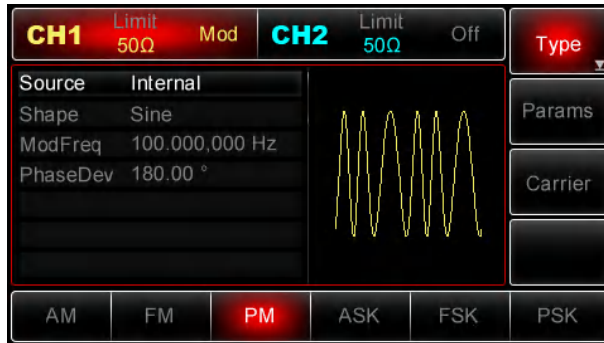 CH1 Limit 50Ω Mod CH2 Limit 50Ω Off Type
Source Internal
Shape Sine
ModFreq 100.000,000 Hz
PhaseDev 180.00 °
Params
Carrier
AM FM PM ASK FSK PSK